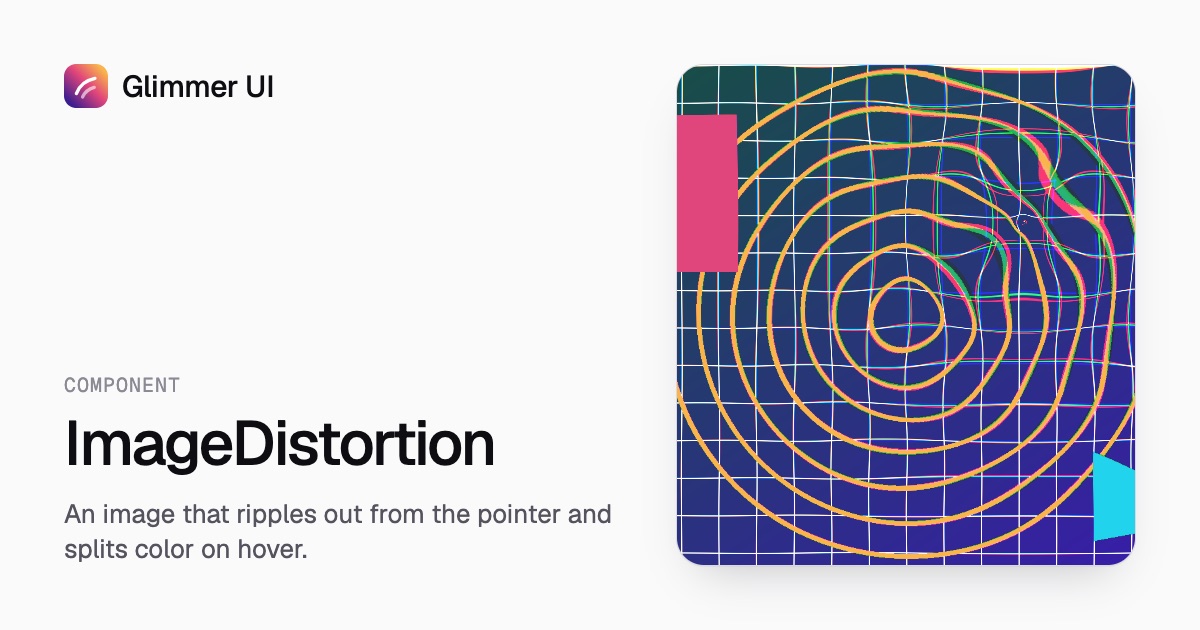 Glimmer UI
COMPONENT
ImageDistortion
An image that ripples out from the pointer and
splits color on hover.